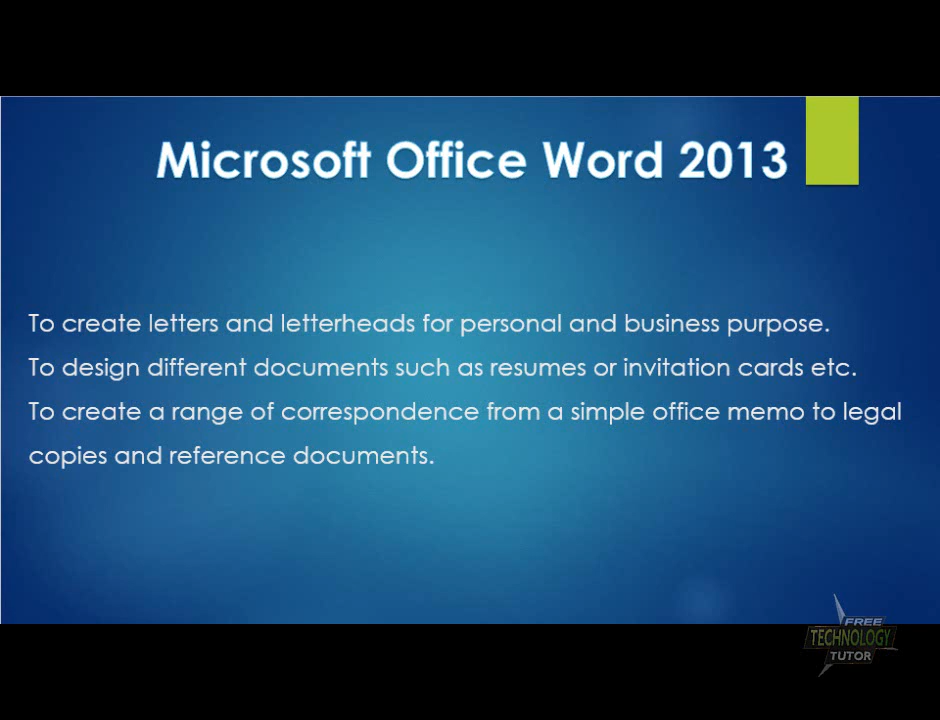 Microsoft Office Word 2013
To create letters and letterheads for personal and business purpose.
To design different documents such as resumes or invitation cards etc.
To create a range of correspondence from a simple office memo to legal
copies and reference documents.
FREE
TECHNOLOGY
TUTOR